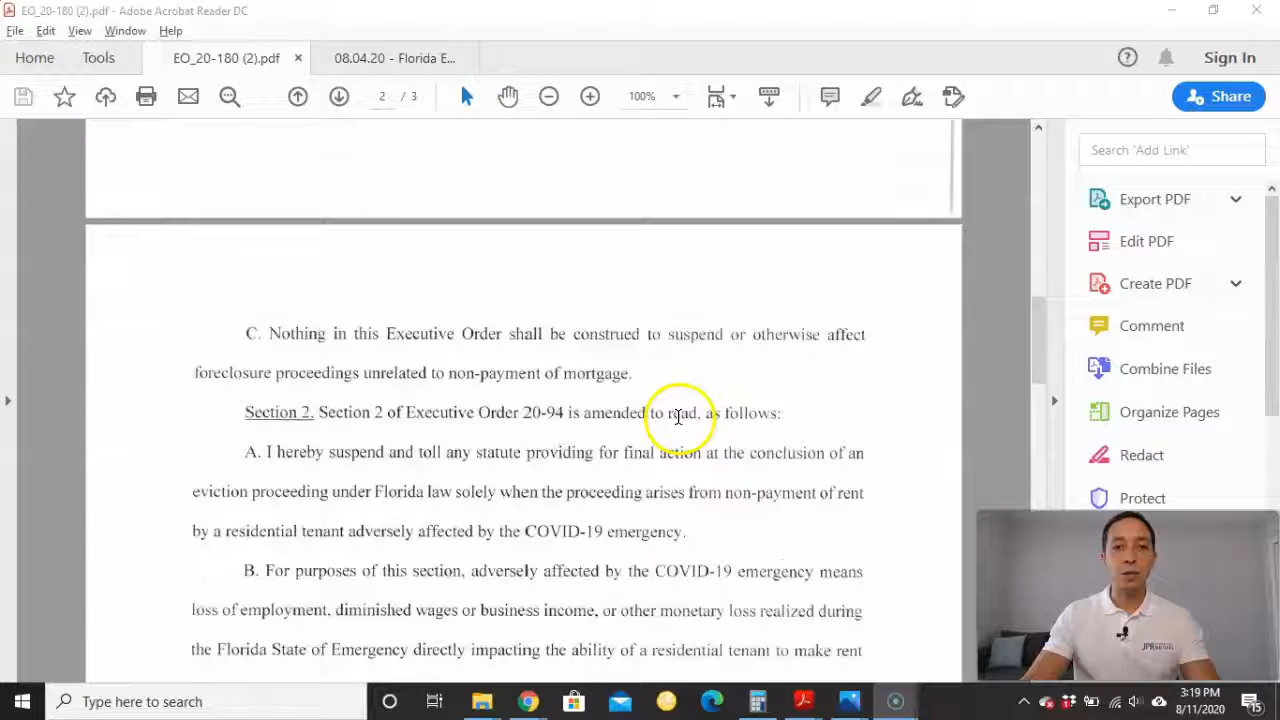 EO_20-180 (2).pdf - Adobe Acrobat Reader DC
File Edit View Window Help
Home Tools EO_20-180 (2).pdf × 08.04.20 - Florida E... Sign In
2 / 3 100% Share
Search 'Add Link'
Export PDF
Edit PDF
Create PDF
Comment
Combine Files
Organize Pages
Redact
Protect
C. Nothing in this Executive Order shall be construed to suspend or otherwise affect
foreclosure proceedings unrelated to non-payment of mortgage.
Section 2. Section 2 of Executive Order 20-94 is amended to read, as follows:
A. I hereby suspend and toll any statute providing for final action at the conclusion of an
eviction proceeding under Florida law solely when the proceeding arises from non-payment of rent
by a residential tenant adversely affected by the COVID-19 emergency.
B. For purposes of this section, adversely affected by the COVID-19 emergency means
loss of employment, diminished wages or business income, or other monetary loss realized during
the Florida State of Emergency directly impacting the ability of a residential tenant to make rent
Type here to search
3:19 PM
8/11/2020
15